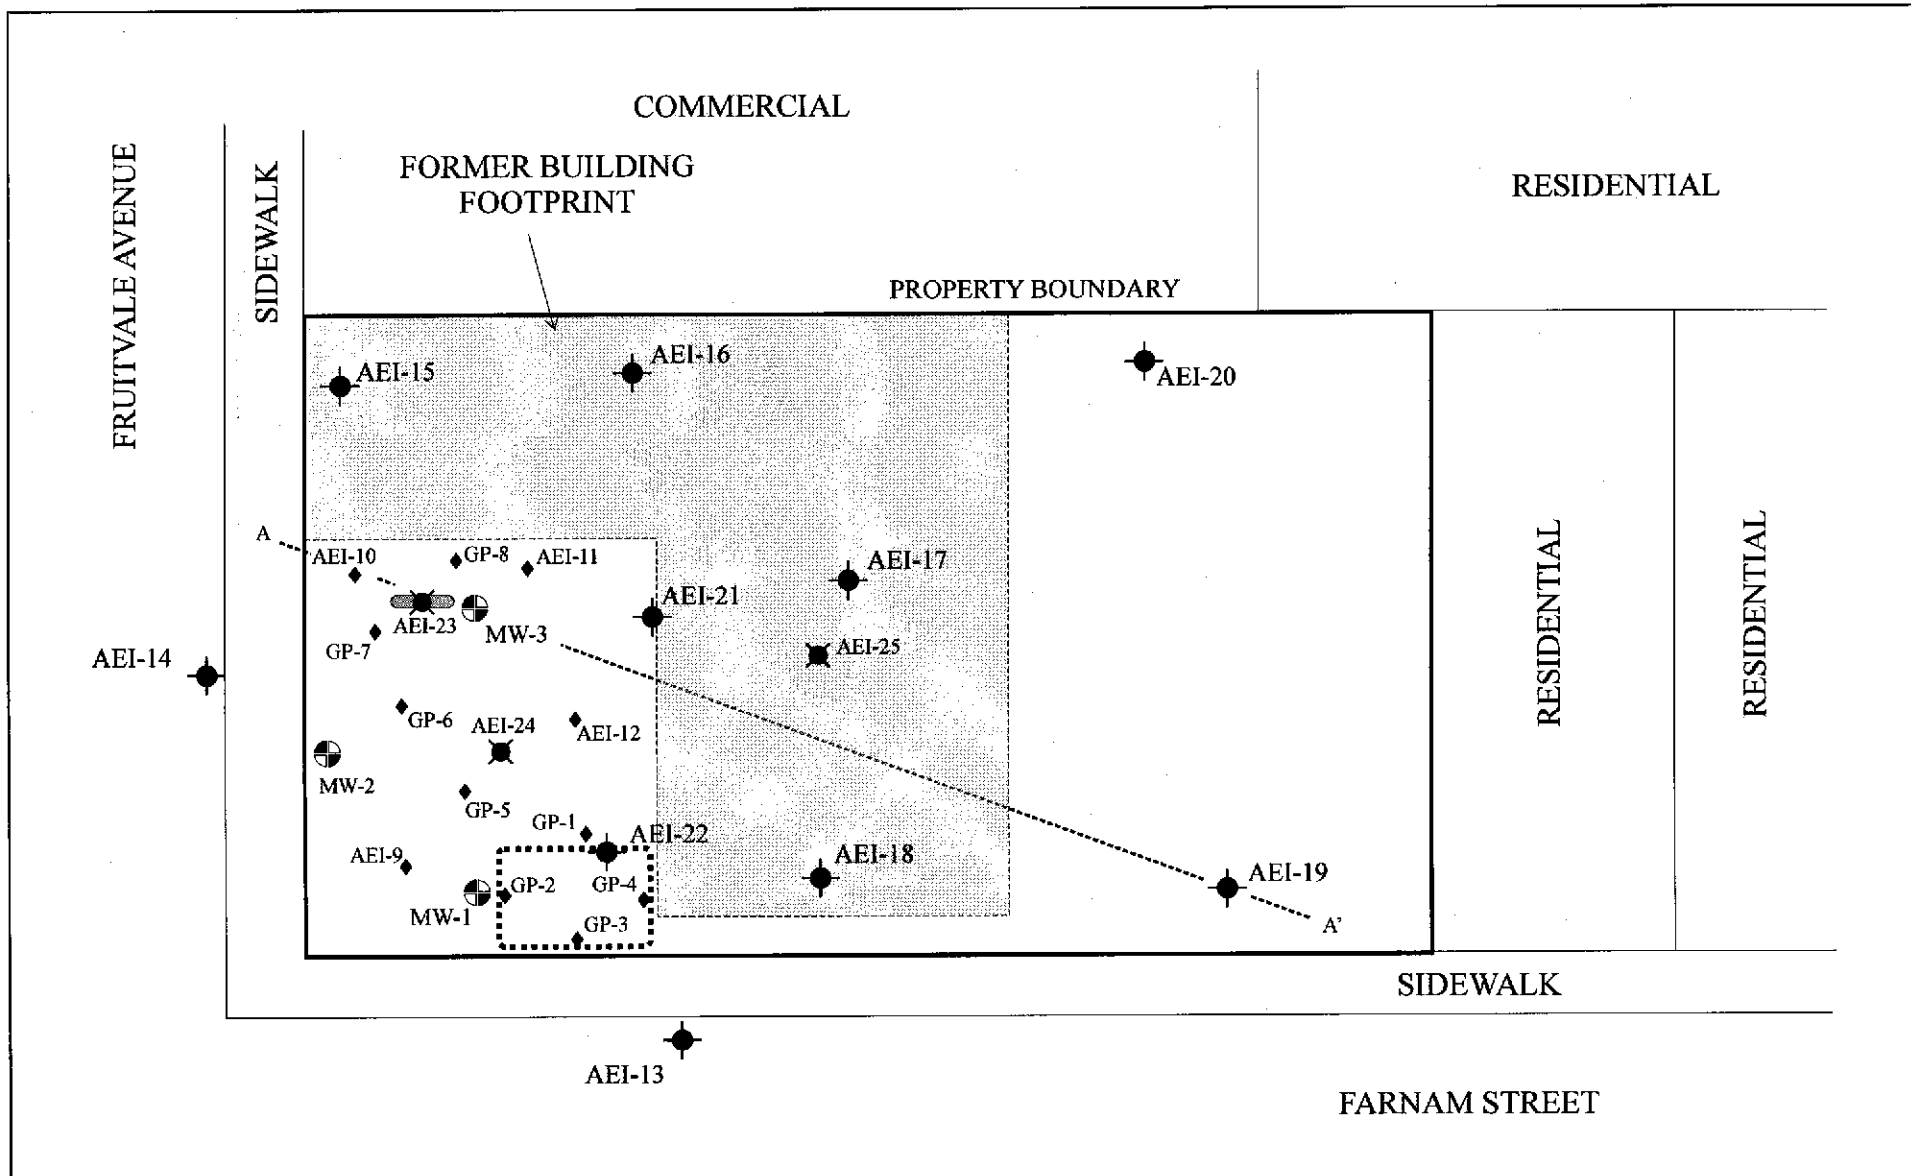 COMMERCIAL
FORMER BUILDING
FOOTPRINT
RESIDENTIAL
FRUITVALE AVENUE
SIDEWALK
PROPERTY BOUNDARY
AEI-15
AEI-16
AEI-20
A
AEI-10
GP-8
AEI-11
AEI-17
AEI-21
AEI-23
MW-3
GP-7
AEI-25
AEI-14
RESIDENTIAL
RESIDENTIAL
GP-6
AEI-24
AEI-12
MW-2
GP-5
GP-1
AEI-22
AEI-9
AEI-18
GP-2
GP-4
AEI-19
MW-1
GP-3
A'
SIDEWALK
AEI-13
FARNAM STREET